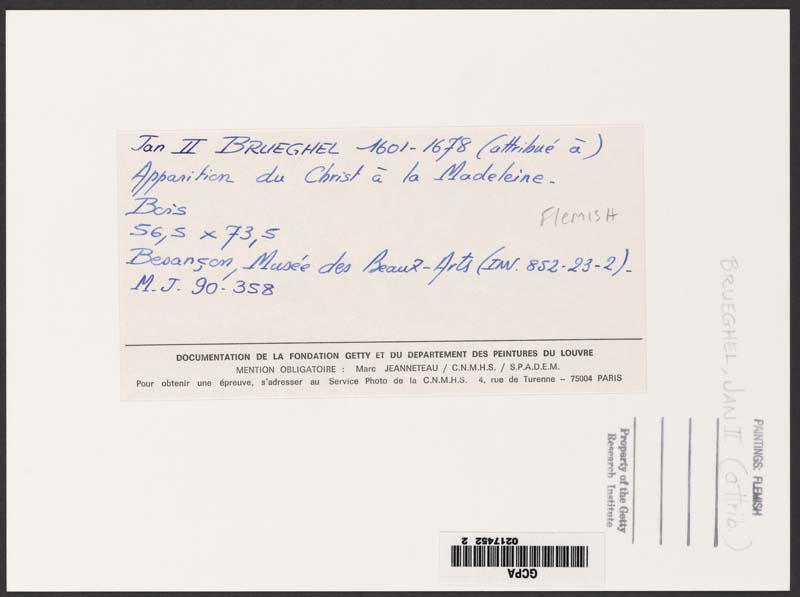 Jan II BRUEGHEL 1601-1678 (attribué à)
Apparition du Christ à la Madeleine.
Bois
56,5 x 73,5
Besançon, Musée des Beaux-Arts (INV. 852-23-2).
M.J. 90-358
Flemish
DOCUMENTATION DE LA FONDATION GETTY ET DU DEPARTEMENT DES PEINTURES DU LOUVRE
MENTION OBLIGATOIRE : Marc JEANNETEAU / C.N.M.H.S. / S.P.A.D.E.M.
Pour obtenir une épreuve, s'adresser au Service Photo de la C.N.M.H.S. 4, rue de Turenne – 75004 PARIS
PAINTINGS: FLEMISH
BRUEGHEL, JAN II (attrib.)
Property of the Getty
Research Institute
GCPA
0217452 2